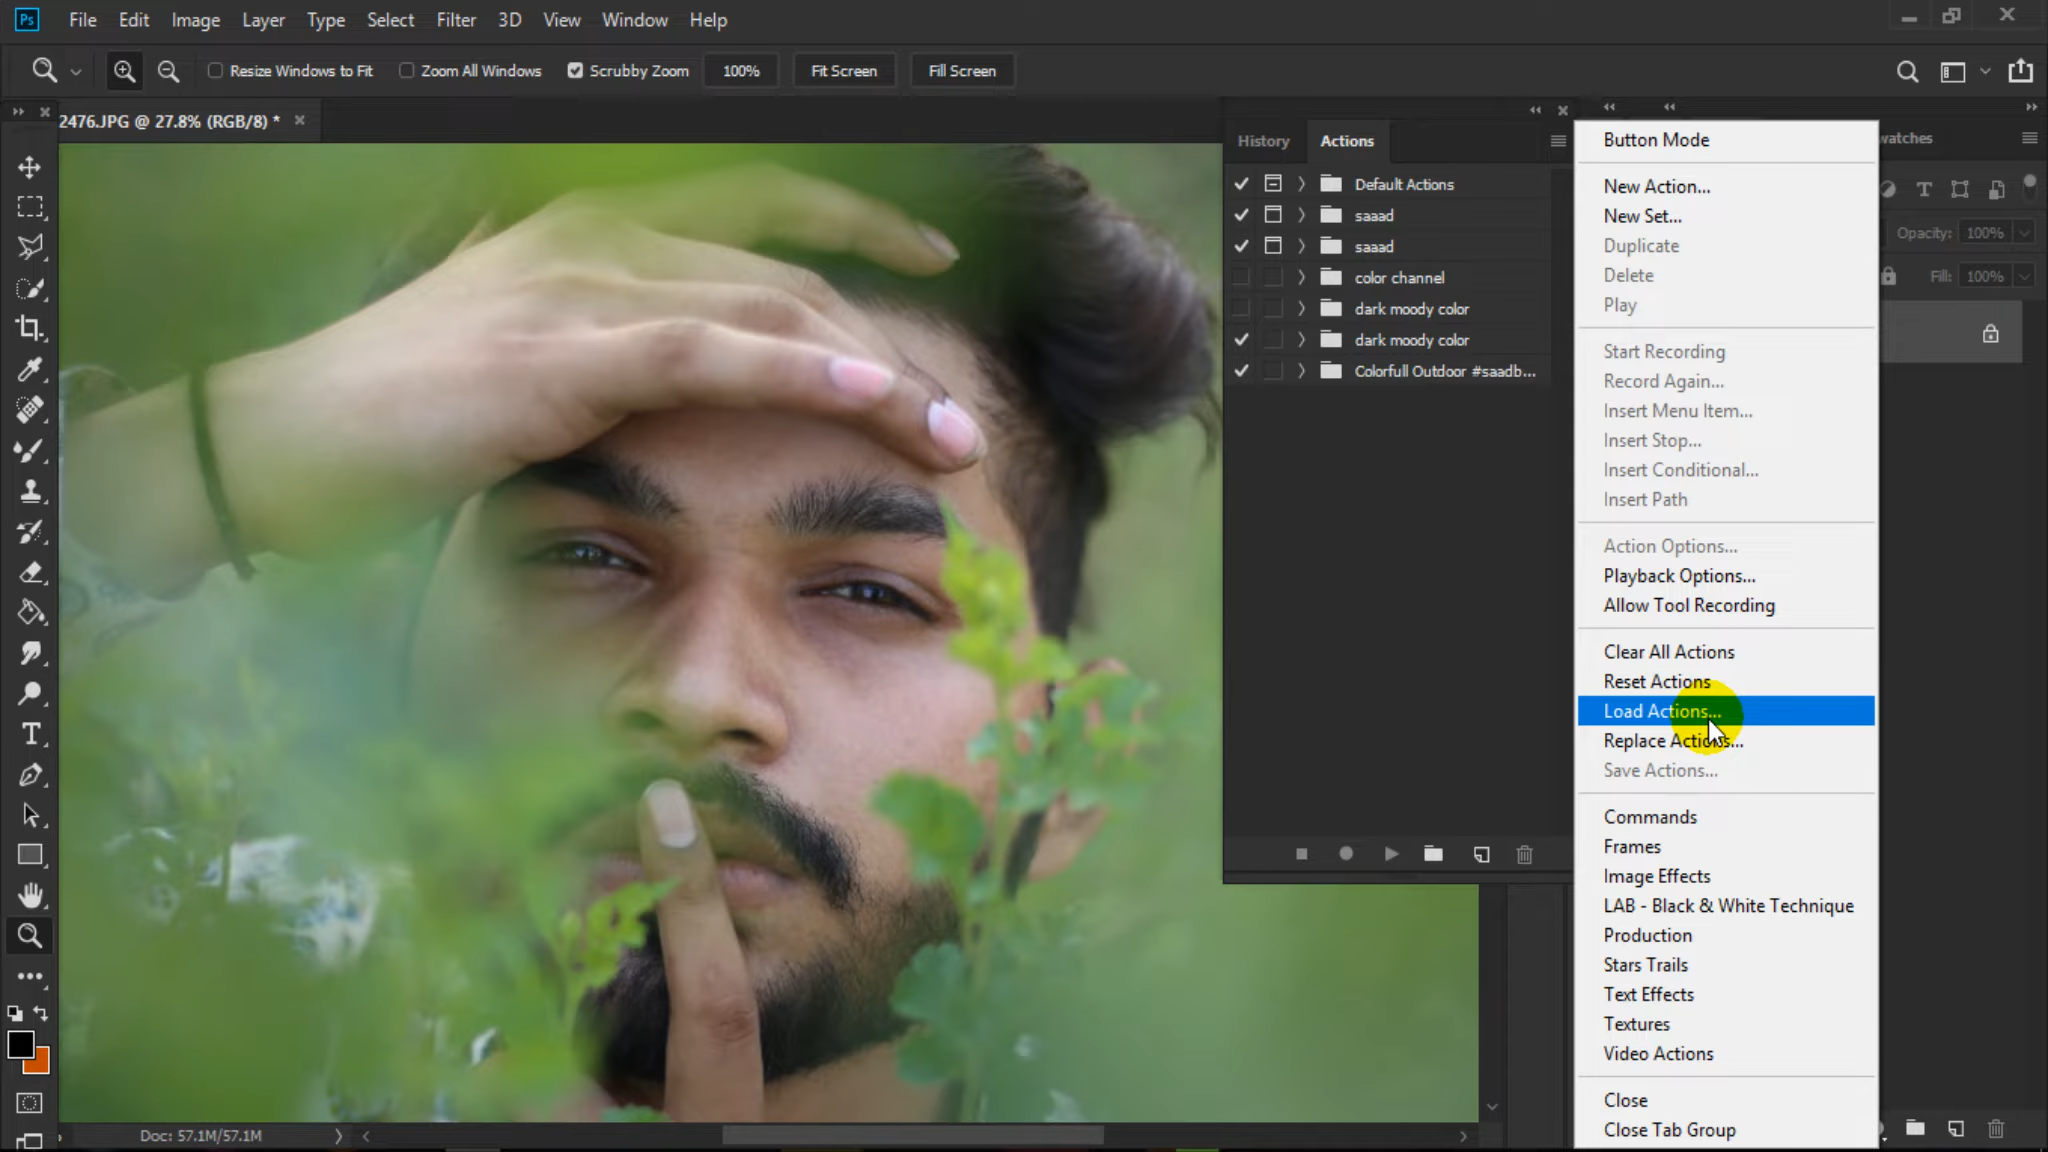 Ps File Edit Image Layer Type Select Filter 3D View Window Help
Resize Windows to Fit Zoom All Windows Scrubby Zoom 100% Fit Screen Fill Screen
2476.JPG @ 27.8% (RGB/8) *
History Actions
Default Actions
saaad
saaad
color channel
dark moody color
dark moody color
Colorfull Outdoor #saadb...
Button Mode
New Action...
New Set...
Duplicate
Delete
Play
Start Recording
Record Again...
Insert Menu Item...
Insert Stop...
Insert Conditional...
Insert Path
Action Options...
Playback Options...
Allow Tool Recording
Clear All Actions
Reset Actions
Load Actions...
Replace Actions...
Save Actions...
Commands
Frames
Image Effects
LAB - Black & White Technique
Production
Stars Trails
Text Effects
Textures
Video Actions
Close
Close Tab Group
watches
Opacity: 100%
Fill: 100%
Doc: 57.1M/57.1M